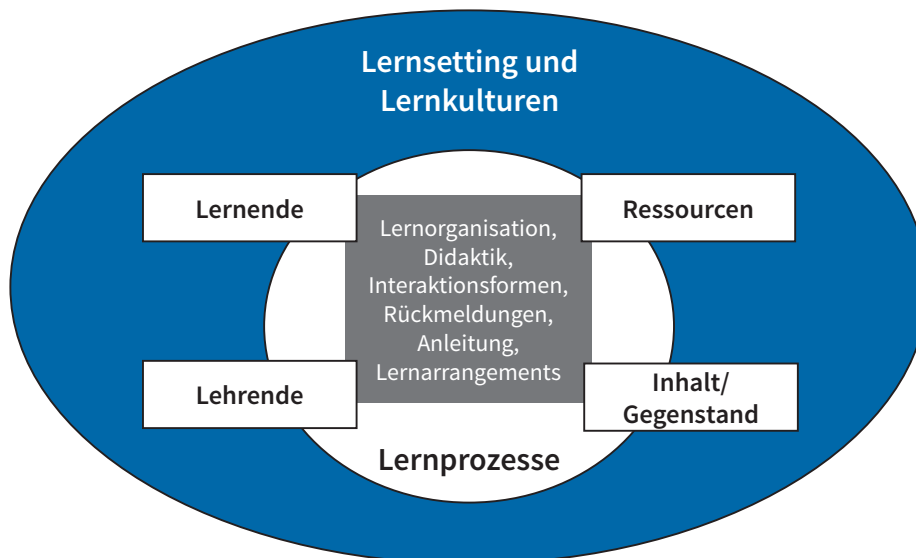 Lernsetting und
Lernkulturen
Lernende
Ressourcen
Lernorganisation,
Didaktik,
Interaktionsformen,
Rückmeldungen,
Anleitung,
Lernarrangements
Lehrende
Inhalt/
Gegenstand
Lernprozesse